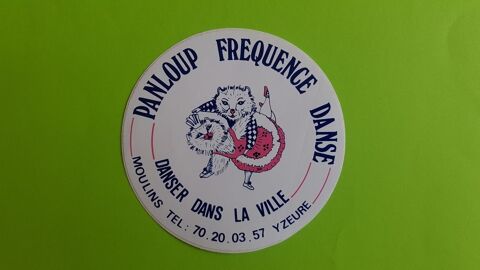 PANLOUP FREQUENCE DANSE
DANSER DANS LA VILLE
MOULINS TEL: 70.20.03.57 YZEURE